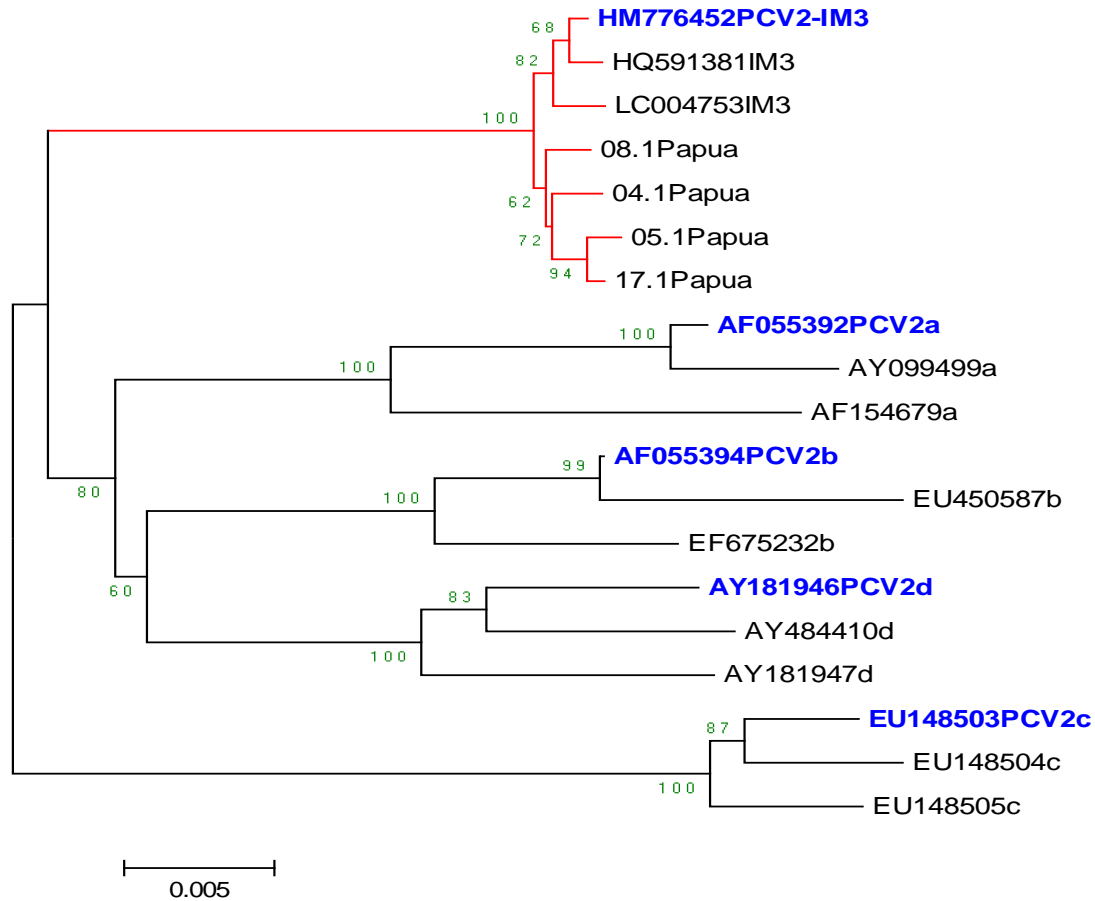 HM776452PCV2-IM3
68
HQ591381IM3
82
LC004753IM3
100
08.1Papua
04.1Papua
62
05.1Papua
72
94
17.1Papua
AF055392PCV2a
100
AY099499a
100
AF154679a
AF055394PCV2b
99
80
100
EU450587b
EF675232b
60
AY181946PCV2d
83
AY484410d
100
AY181947d
EU148503PCV2c
87
EU148504c
100
EU148505c
0.005